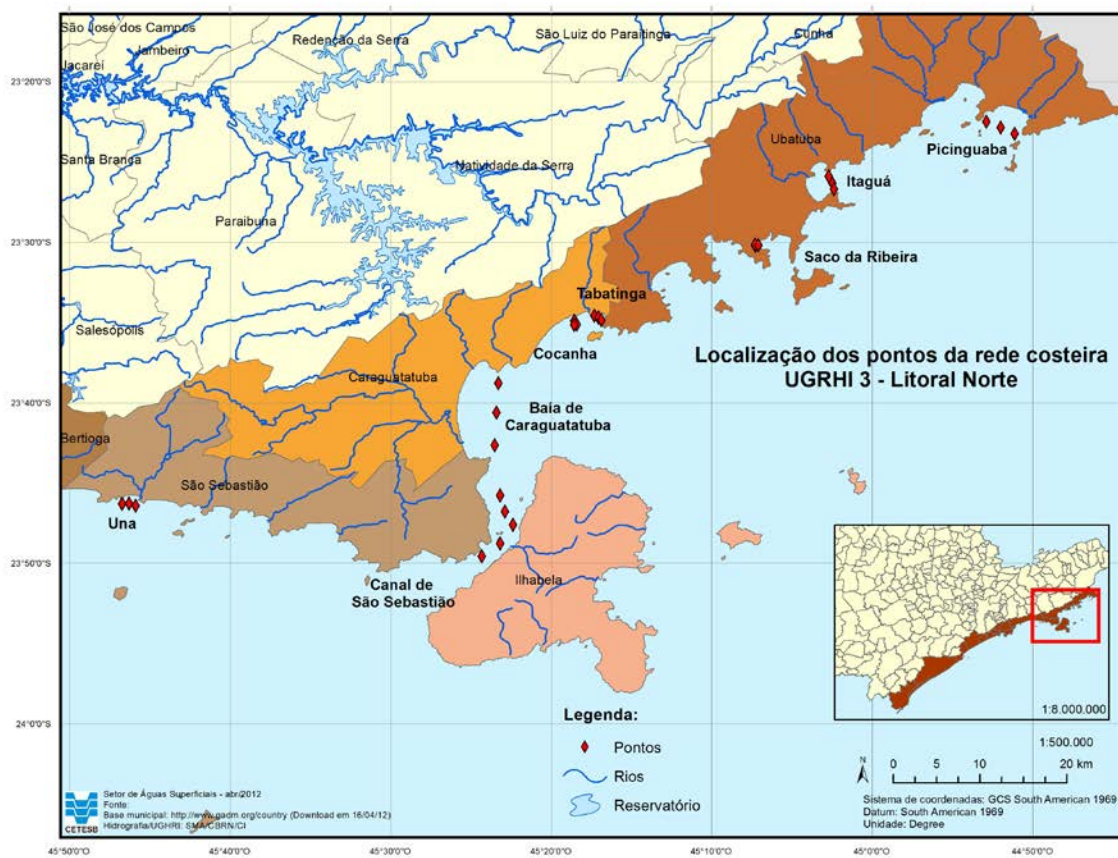 São José dos Campos
Jambeiro
Jacareí
Redenção da Serra
São Luiz do Paraitinga
Cunha
23°20'0"S
Santa Branca
Natividade da Serra
Ubatuba
Picinguaba
Itaguá
Paraibuna
23°30'0"S
Saco da Ribeira
Salesópolis
Tabatinga
Cocanha
Localização dos pontos da rede costeira
UGRHI 3 - Litoral Norte
Caraguatatuba
23°40'0"S
Baía de
Caraguatatuba
Bertioga
São Sebastião
Una
23°50'0"S
Canal de
São Sebastião
Ilhabela
1:8.000.000
24°0'0"S
Legenda:
Pontos
Rios
Reservatório
1:500.000
N
0 5 10 20 km
Sistema de coordenadas: GCS South American 1969
Datum: South American 1969
Unidade: Degree
CETESB
Setor de Águas Superficiais - abr/2012
Fonte:
Base municipal: http://www.gadm.org/country (Download em 16/04/12)
Hidrografia/UGHRI: SMA/CBRN/CI
45°50'0"O 45°40'0"O 45°30'0"O 45°20'0"O 45°10'0"O 45°0'0"O 44°50'0"O